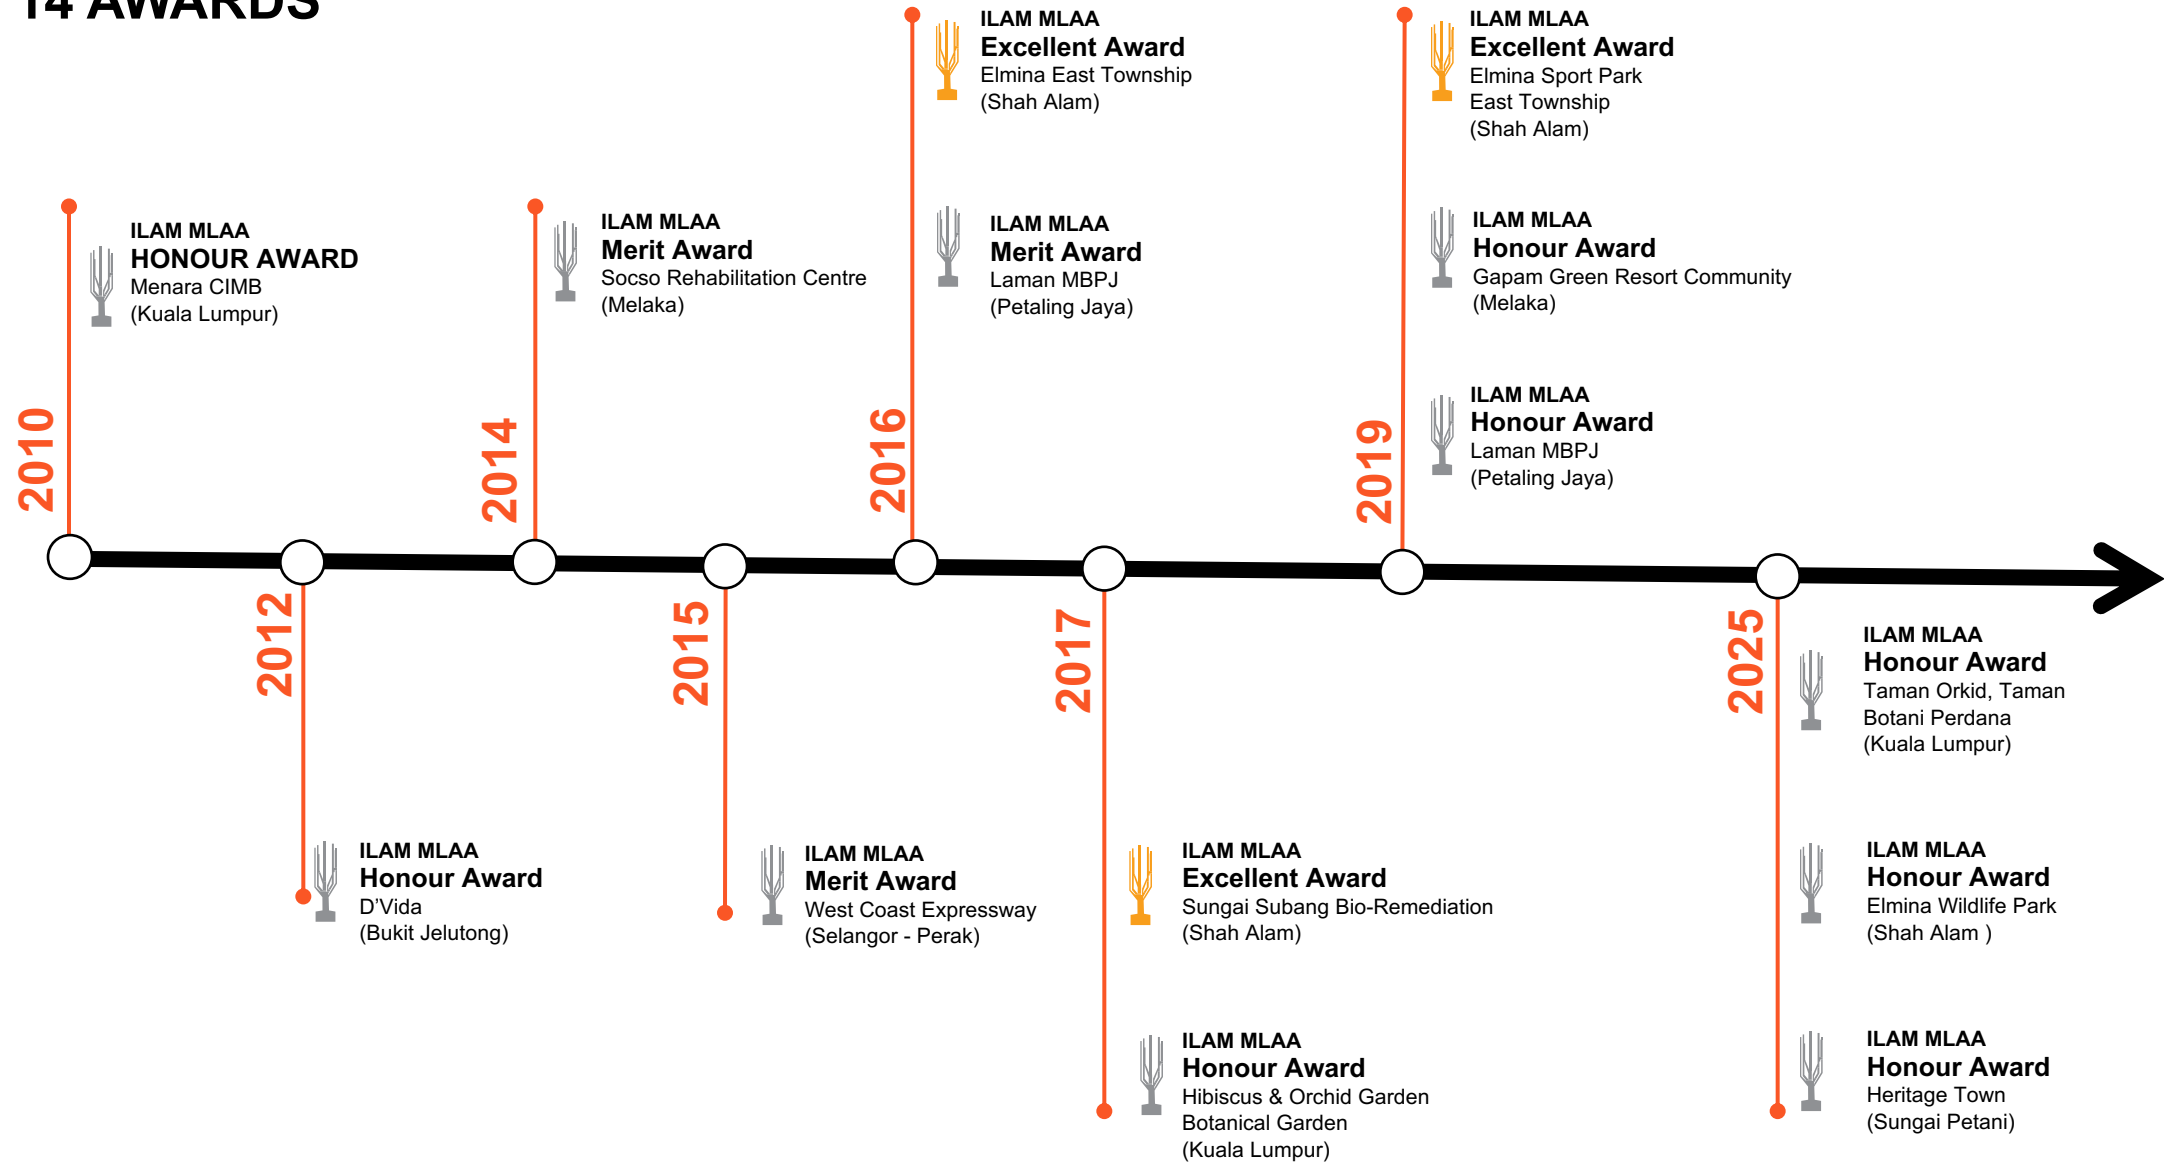 14 AWARDS
2010
ILAM MLAA
HONOUR AWARD
Menara CIMB
(Kuala Lumpur)
2012
ILAM MLAA
Honour Award
D’Vida
(Bukit Jelutong)
2014
ILAM MLAA
Merit Award
Socso Rehabilitation Centre
(Melaka)
2015
ILAM MLAA
Merit Award
West Coast Expressway
(Selangor - Perak)
2016
ILAM MLAA
Excellent Award
Elmina East Township
(Shah Alam)
ILAM MLAA
Merit Award
Laman MBPJ
(Petaling Jaya)
2017
ILAM MLAA
Excellent Award
Sungai Subang Bio-Remediation
(Shah Alam)
ILAM MLAA
Honour Award
Hibiscus & Orchid Garden
Botanical Garden
(Kuala Lumpur)
2019
ILAM MLAA
Excellent Award
Elmina Sport Park
East Township
(Shah Alam)
ILAM MLAA
Honour Award
Gapam Green Resort Community
(Melaka)
ILAM MLAA
Honour Award
Laman MBPJ
(Petaling Jaya)
2025
ILAM MLAA
Honour Award
Taman Orkid, Taman
Botani Perdana
(Kuala Lumpur)
ILAM MLAA
Honour Award
Elmina Wildlife Park
(Shah Alam )
ILAM MLAA
Honour Award
Heritage Town
(Sungai Petani)